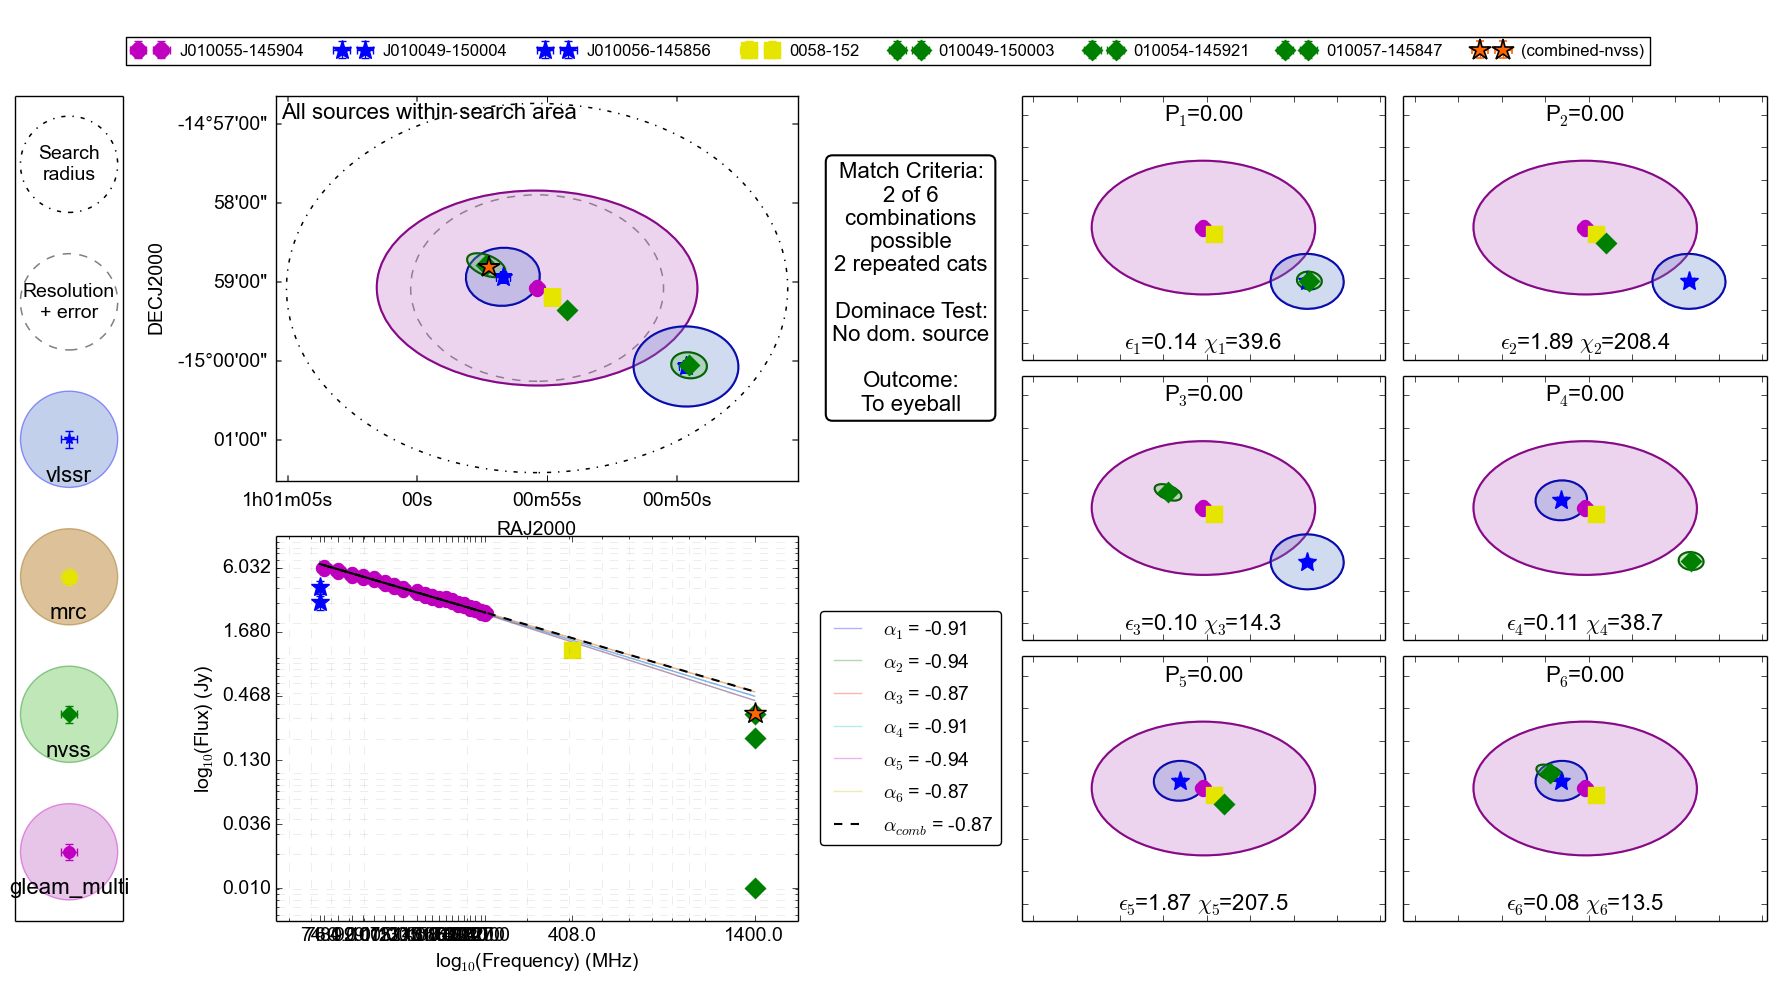 J010055-145904 J010049-150004 J010056-145856 0058-152 010049-150003 010054-145921 010057-145847 (combined-nvss)
Search
radius
Resolution
+ error
vlssr
mrc
nvss
gleam_multi
All sources within search area
DECJ2000
-14°57'00"
58'00"
59'00"
-15°00'00"
01'00"
1h01m05s 00s 00m55s 00m50s
RAJ2000
Match Criteria:
2 of 6
combinations
possible
2 repeated cats
Dominace Test:
No dom. source
Outcome:
To eyeball
log10(Flux) (Jy)
6.032
1.680
0.468
0.130
0.036
0.010
408.0 1400.0
log10(Frequency) (MHz)
α1 = -0.91
α2 = -0.94
α3 = -0.87
α4 = -0.91
α5 = -0.94
α6 = -0.87
αcomb = -0.87
P1=0.00
ϵ1=0.14 χ1=39.6
P2=0.00
ϵ2=1.89 χ2=208.4
P3=0.00
ϵ3=0.10 χ3=14.3
P4=0.00
ϵ4=0.11 χ4=38.7
P5=0.00
ϵ5=1.87 χ5=207.5
P6=0.00
ϵ6=0.08 χ6=13.5